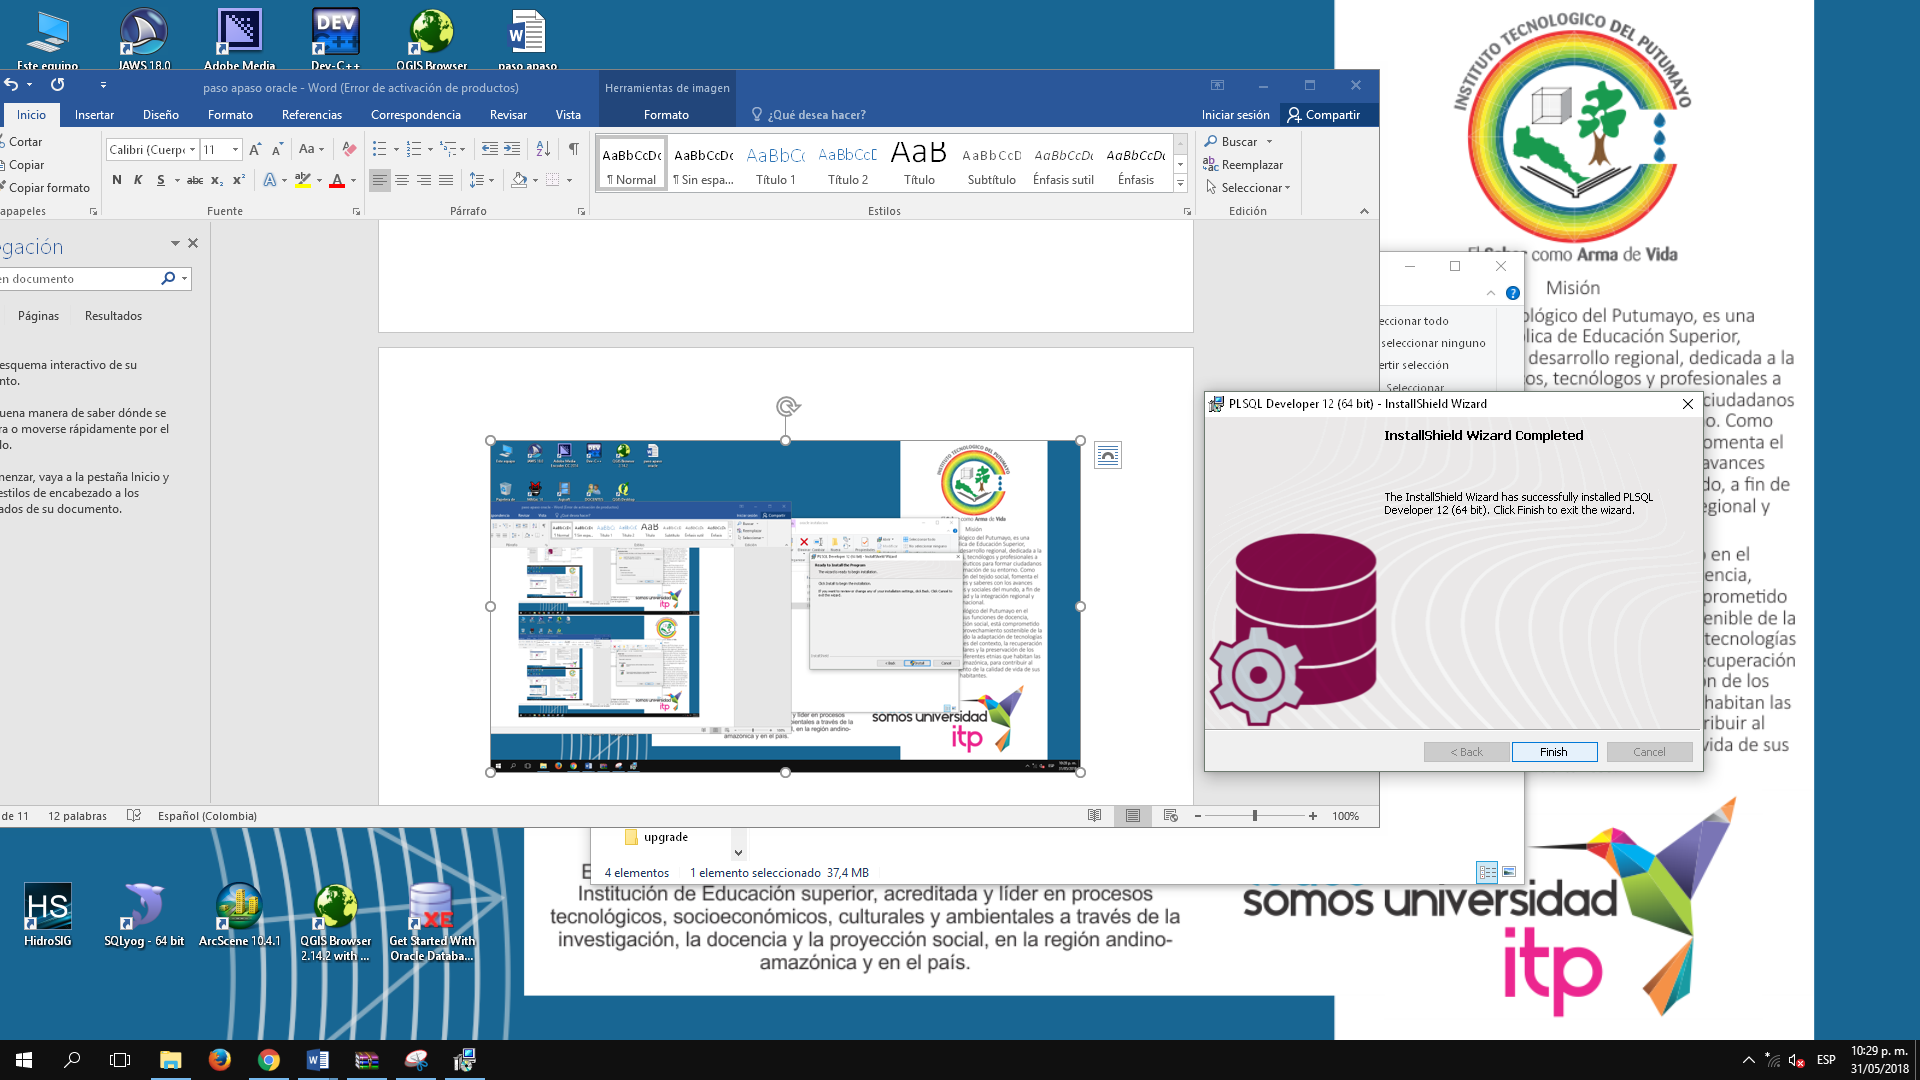 Este equipo
JAWS 18.0
Adobe Media
Dev-C++
QGIS Browser
paso apaso
paso apaso oracle - Word (Error de activación de productos)
Herramientas de imagen
Inicio
Insertar
Diseño
Formato
Referencias
Correspondencia
Revisar
Vista
Formato
¿Qué desea hacer?
Iniciar sesión
Compartir
Cortar
Copiar
Copiar formato
apapeles
Calibri (Cuerp
11
Fuente
Párrafo
AaBbCcDc
¶ Normal
AaBbCcDc
¶ Sin espa...
AaBbCc
Título 1
AaBbCcD
Título 2
AaB
Título
AaBbCcD
Subtítulo
AaBbCcDc
Énfasis sutil
AaBbCcDc
Énfasis
Estilos
Buscar
Reemplazar
Seleccionar
Edición
egación
en documento
Páginas
Resultados
esquema interactivo de su
nto.
uena manera de saber dónde se
ra o moverse rápidamente por el
lo.
menzar, vaya a la pestaña Inicio y
estilos de encabezado a los
ados de su documento.
de 11
12 palabras
Español (Colombia)
100%
INSTITUTO TECNOLOGICO DEL PUTUMAYO
El Saber como Arma de Vida
Misión
ológico del Putumayo, es una
lica de Educación Superior,
desarrollo regional, dedicada a la
os, tecnólogos y profesionales a
ciudadanos
o. Como
omenta el
avances
do, a fin de
egional y
o en el
encia,
prometido
enible de la
tecnologías
ecuperación
n de los
habitan las
ribuir al
vida de sus
eccionar todo
seleccionar ninguno
ertir selección
Seleccionar
PLSQL Developer 12 (64 bit) - InstallShield Wizard
InstallShield Wizard Completed
The InstallShield Wizard has successfully installed PLSQL
Developer 12 (64 bit). Click Finish to exit the wizard.
< Back
Finish
Cancel
somos universidad
itp
upgrade
4 elementos
1 elemento seleccionado 37,4 MB
Institución de Educación superior, acreditada y líder en procesos
tecnológicos, socioeconómicos, culturales y ambientales a través de la
investigación, la docencia y la proyección social, en la región andino-
amazónica y en el país.
somos universidad
itp
HidroSIG
SQLyog - 64 bit
ArcScene 10.4.1
QGIS Browser
2.14.2 with ...
Get Started With
Oracle Databa...
ESP
10:29 p. m.
31/05/2018